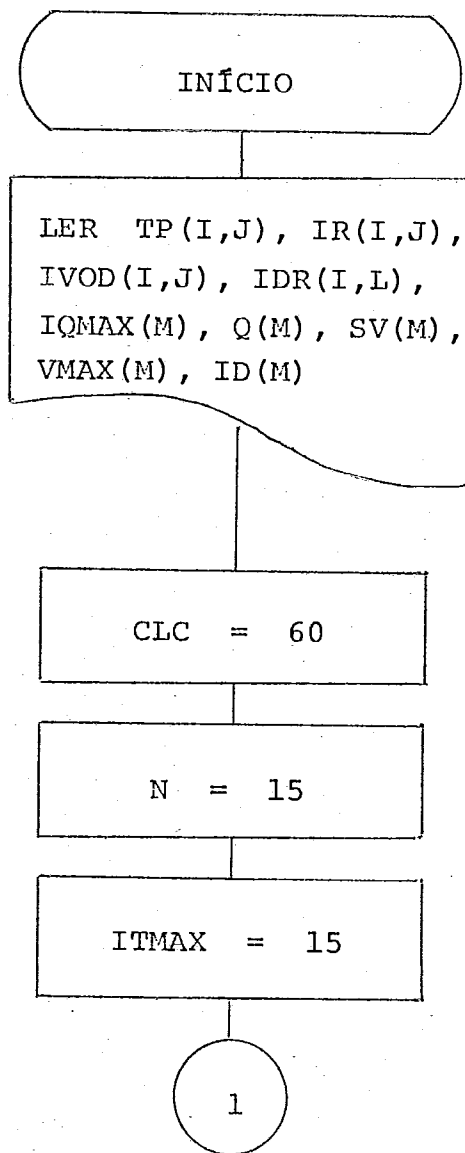 INÍCIO
LER TP(I,J), IR(I,J),
IVOD(I,J), IDR(I,L),
IQMAX(M), Q(M), SV(M),
VMAX(M), ID(M)
CLC = 60
N = 15
ITMAX = 15
1